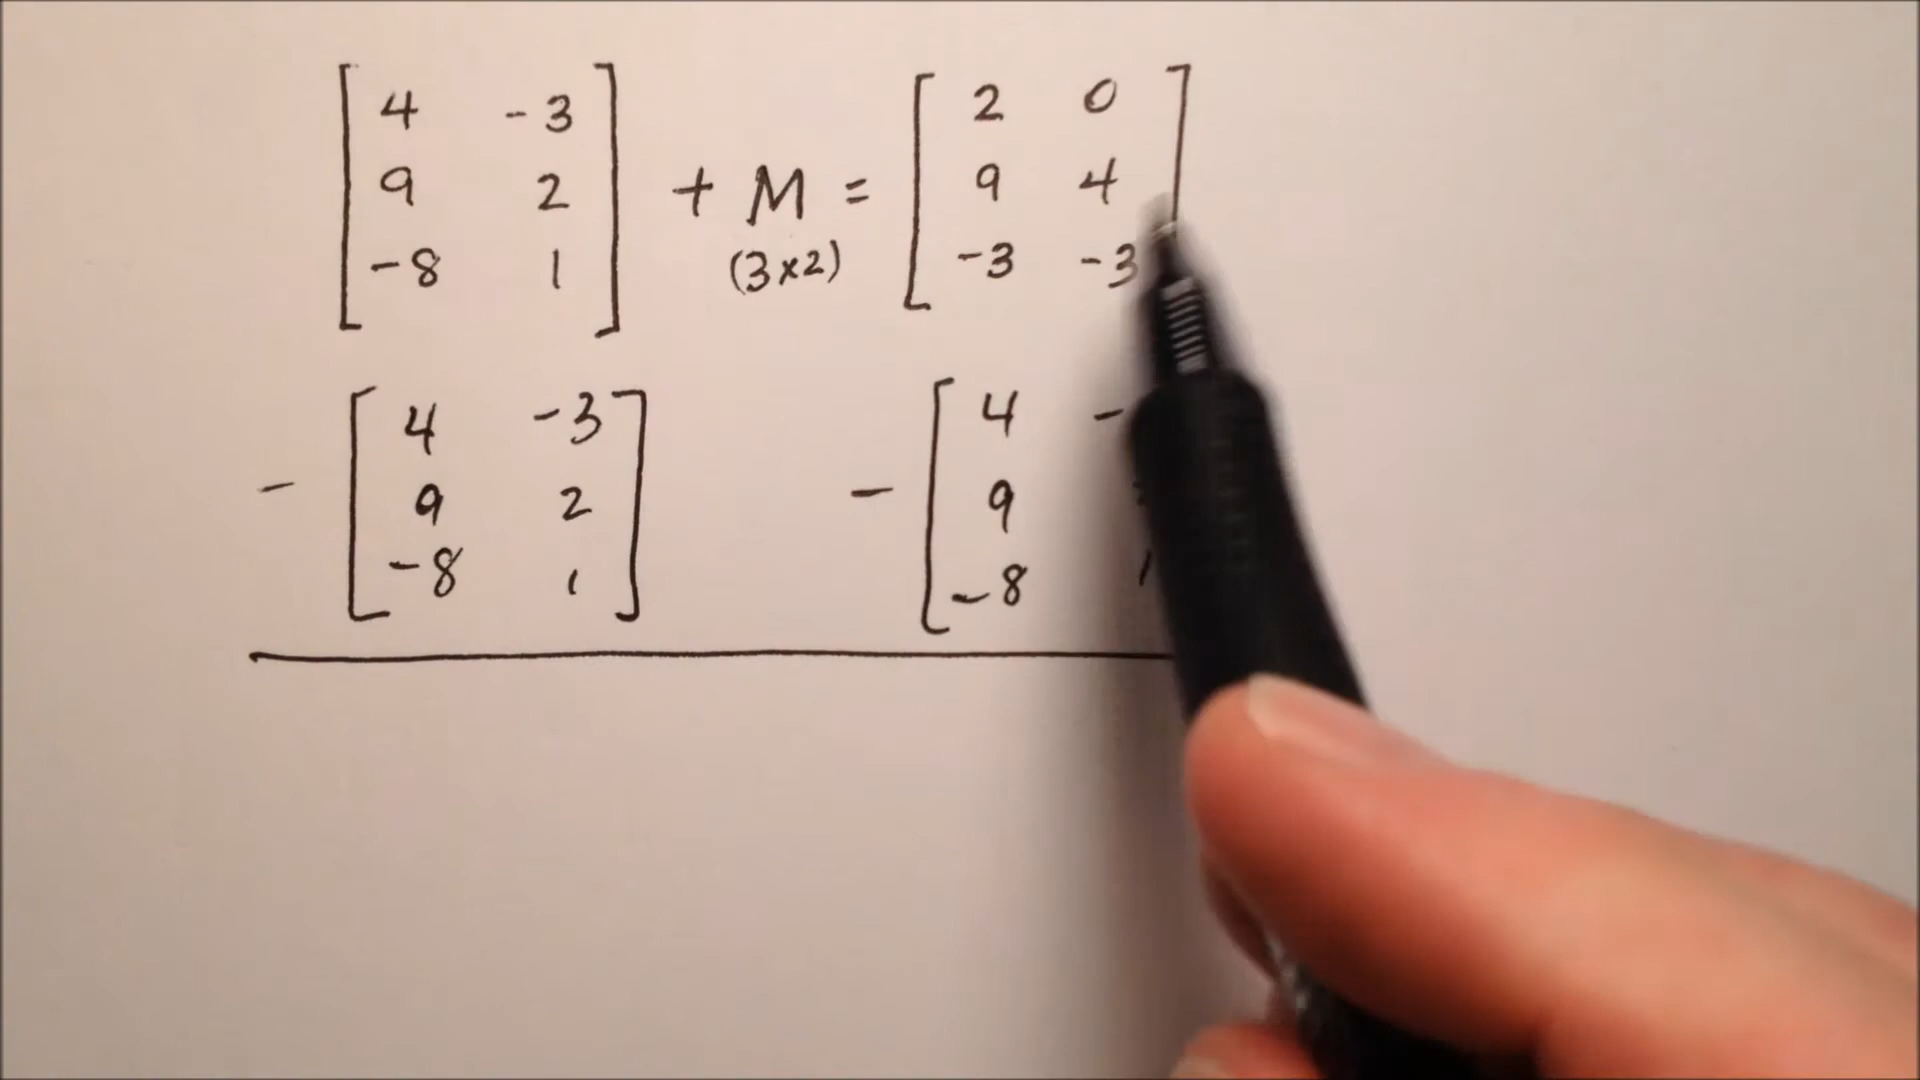 4 -3 2 0
9 2 + M = 9 4
-8 1 (3×2) -3 -3
4 -3 4 -
- 9 2 - 9
-8 1 -8 1